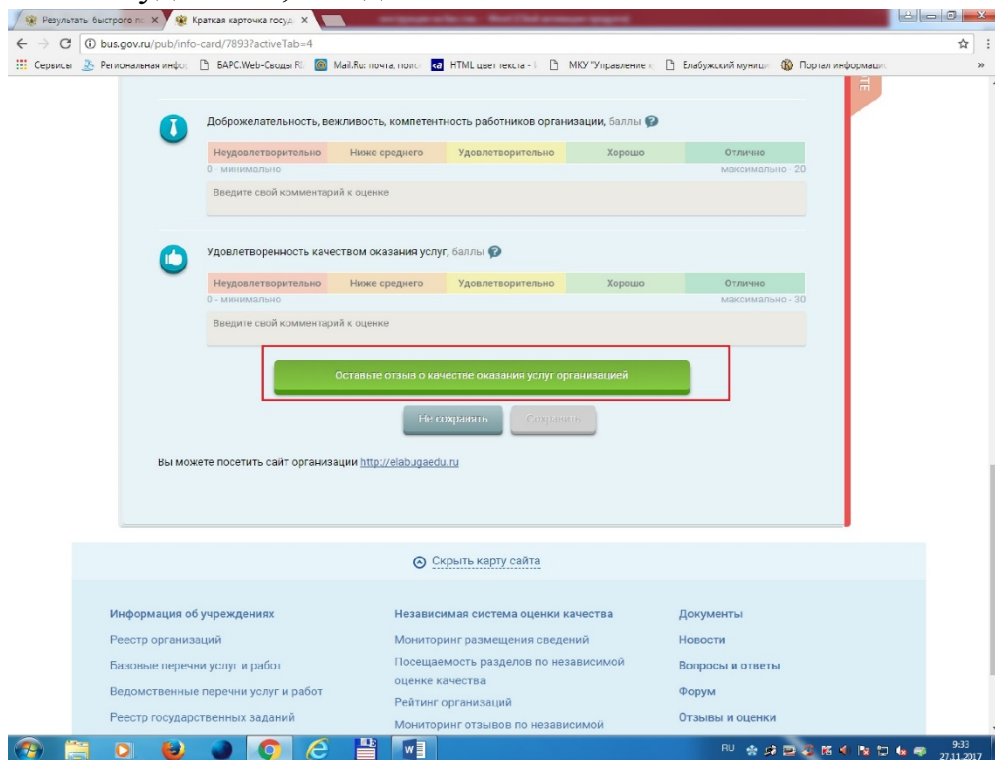 Результаты быстрого по
Краткая карточка госуд
bus.gov.ru/pub/info-card/7893?activeTab=4
Сервисы Региональная инфо БАРС.Web-Своды Mail.Ru: почта, поис HTML цвет текста - МКУ "Управление Елабужский муници Портал информаци
Доброжелательность, вежливость, компетентность работников организации, баллы
Неудовлетворительно Ниже среднего Удовлетворительно Хорошо Отлично
0 - минимально максимально - 20
Введите свой комментарий к оценке
Удовлетворенность качеством оказания услуг, баллы
Неудовлетворительно Ниже среднего Удовлетворительно Хорошо Отлично
0 - минимально максимально - 30
Введите свой комментарий к оценке
Оставьте отзыв о качестве оказания услуг организацией
Не сохранять Сохранить
Вы можете посетить сайт организации http://elabugaedu.ru
Скрыть карту сайта
Информация об учреждениях
Реестр организаций
Базовые перечни услуг и работ
Ведомственные перечни услуг и работ
Реестр государственных заданий
Независимая система оценки качества
Мониторинг размещения сведений
Посещаемость разделов по независимой
оценке качества
Рейтинг организаций
Мониторинг отзывов по независимой
Документы
Новости
Вопросы и ответы
Форум
Отзывы и оценки
RU 9:33
27.11.2017